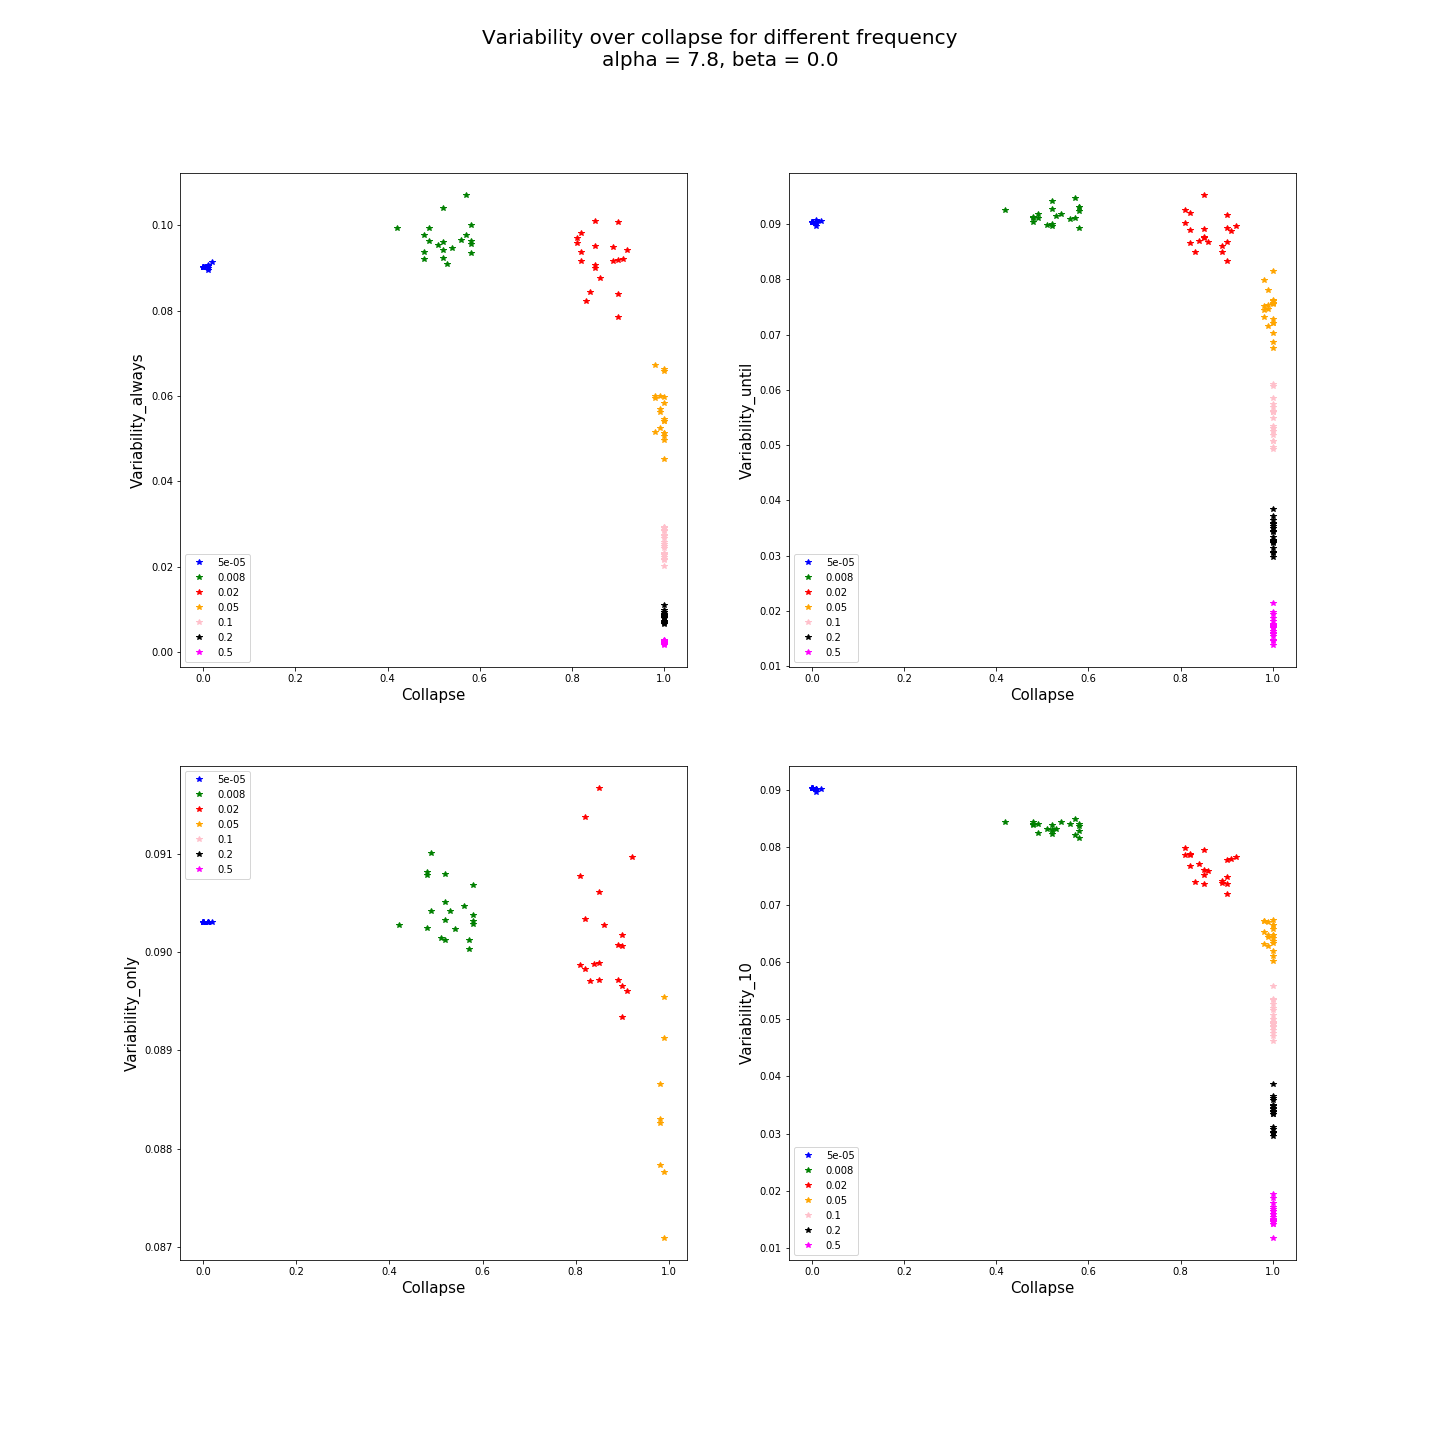 Variability over collapse for different frequency
alpha = 7.8, beta = 0.0
Variability_always
0.10
0.08
0.06
0.04
0.02
0.00
5e-05
0.008
0.02
0.05
0.1
0.2
0.5
0.0 0.2 0.4 0.6 0.8 1.0
Collapse
Variability_until
0.09
0.08
0.07
0.06
0.05
0.04
0.03
0.02
0.01
5e-05
0.008
0.02
0.05
0.1
0.2
0.5
0.0 0.2 0.4 0.6 0.8 1.0
Collapse
Variability_only
0.091
0.090
0.089
0.088
0.087
5e-05
0.008
0.02
0.05
0.1
0.2
0.5
0.0 0.2 0.4 0.6 0.8 1.0
Collapse
Variability_10
0.09
0.08
0.07
0.06
0.05
0.04
0.03
0.02
0.01
5e-05
0.008
0.02
0.05
0.1
0.2
0.5
0.0 0.2 0.4 0.6 0.8 1.0
Collapse